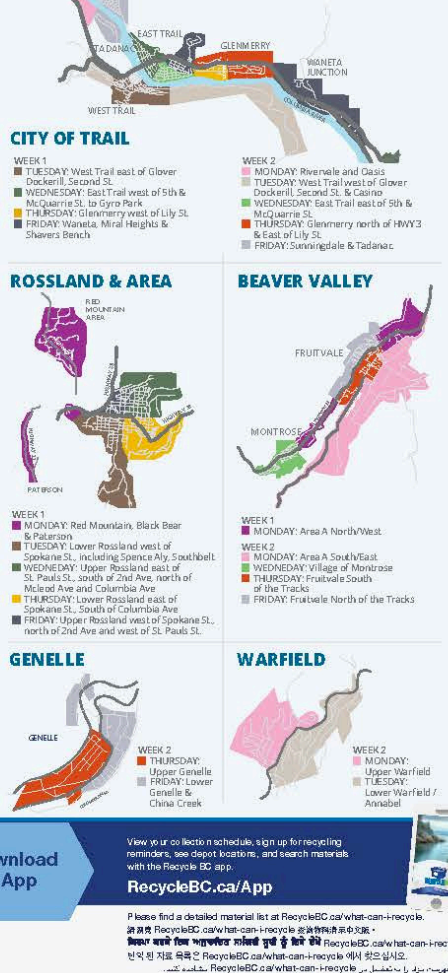 EAST TRAIL
TADANAC
GLENMERRY
WANETA
JUNCTION
COLUMBIA RIVER
WEST TRAIL
CITY OF TRAIL
WEEK 1
TUESDAY: West Trail east of Glover
Dockerill, Second St.
WEDNESDAY: East Trail west of 5th &
McQuarrie St. to Gyro Park
THURSDAY: Glenmerry west of Lily St.
FRIDAY: Waneta, Miral Heights &
Shavers Bench
WEEK 2
MONDAY: Rivervale and Oasis
TUESDAY: West Trail west of Glover
Dockerill, Second St. & Casino
WEDNESDAY: East Trail east of 5th &
McQuarrie St.
THURSDAY: Glenmerry north of HWY 3
& East of Lily St.
FRIDAY: Sunningdale & Tadanac.
ROSSLAND & AREA
RED
MOUNTAIN
AREA
PATERSON
WEEK 1
MONDAY: Red Mountain, Black Bear
& Paterson
TUESDAY: Lower Rossland west of
Spokane St., including Spence Aly, Southbelt
WEDNEDAY: Upper Rossland east of
St. Pauls St., south of 2nd Ave, north of
Mcleod Ave and Columbia Ave
THURSDAY: Lower Rossland east of
Spokane St., South of Columbia Ave
FRIDAY: Upper Rossland west of Spokane St.,
north of 2nd Ave and west of St. Pauls St.
BEAVER VALLEY
FRUITVALE
MONTROSE
WEEK 1
MONDAY: Area A North/West
WEEK 2
MONDAY: Area A South/East
WEDNEDAY: Village of Montrose
THURSDAY: Fruitvale South
of the Tracks
FRIDAY: Fruitvale North of the Tracks
GENELLE
GENELLE
WEEK 2
THURSDAY:
Upper Genelle
FRIDAY: Lower
Genelle &
China Creek
WARFIELD
WEEK 2
MONDAY:
Upper Warfield
TUESDAY:
Lower Warfield /
Annabel
wnload
App
View your collection schedule, sign up for recycling
reminders, see depot locations, and search materials
with the Recycle BC app.
RecycleBC.ca/App
Please find a detailed material list at RecycleBC.ca/what-can-i-recycle.
RecycleBC.ca/what-can-i-recycle
RecycleBC.ca/what-can-i-rec
번역된 자료 목록은 RecycleBC.ca/what-can-i-recycle 에서 찾으십시오.
RecycleBC.ca/what-can-i-recycle